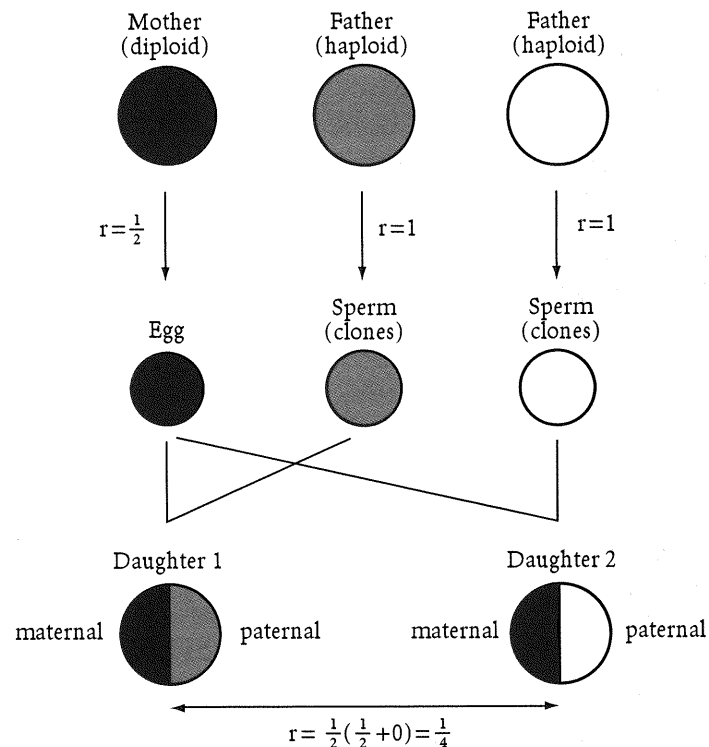 Mother
(diploid)
Father
(haploid)
Father
(haploid)
r=½
r=1
r=1
Egg
Sperm
(clones)
Sperm
(clones)
Daughter 1
Daughter 2
maternal
paternal
maternal
paternal
r= ½(½+0)=¼